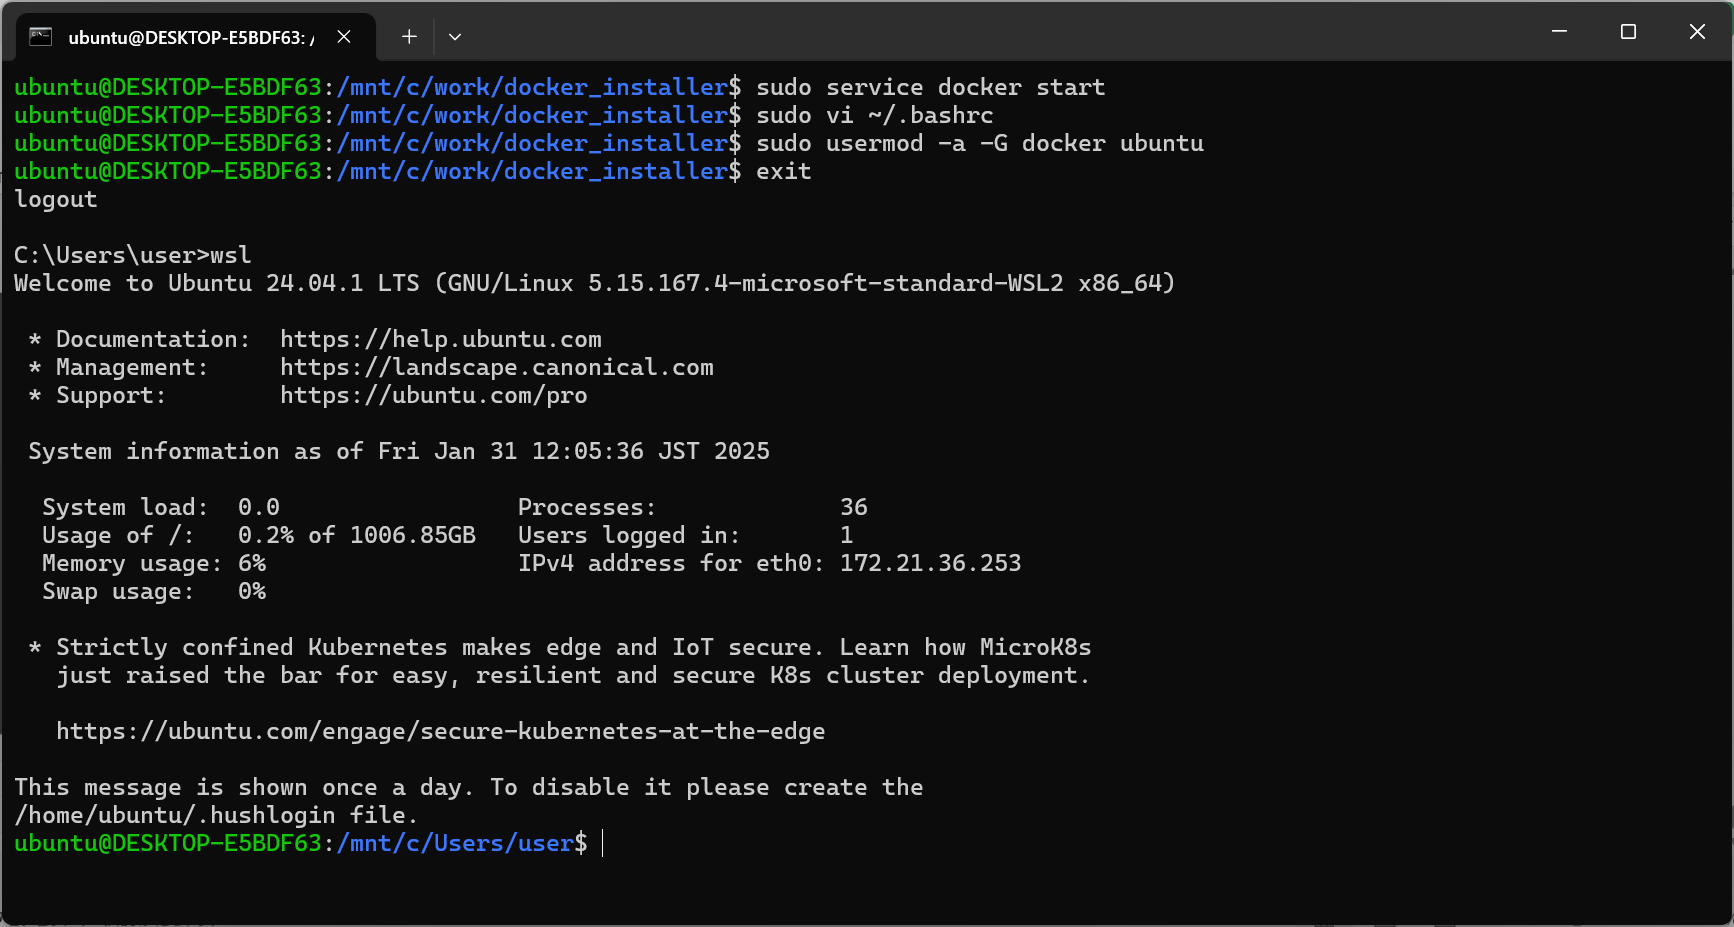 ubuntu@DESKTOP-E5BDF63: /
ubuntu@DESKTOP-E5BDF63:/mnt/c/work/docker_installer$ sudo service docker start
ubuntu@DESKTOP-E5BDF63:/mnt/c/work/docker_installer$ sudo vi ~/.bashrc
ubuntu@DESKTOP-E5BDF63:/mnt/c/work/docker_installer$ sudo usermod -a -G docker ubuntu
ubuntu@DESKTOP-E5BDF63:/mnt/c/work/docker_installer$ exit
logout
C:\Users\user>wsl
Welcome to Ubuntu 24.04.1 LTS (GNU/Linux 5.15.167.4-microsoft-standard-WSL2 x86_64)
* Documentation:  https://help.ubuntu.com
* Management:     https://landscape.canonical.com
* Support:        https://ubuntu.com/pro
System information as of Fri Jan 31 12:05:36 JST 2025
System load:  0.0                 Processes:             36
Usage of /:   0.2% of 1006.85GB   Users logged in:       1
Memory usage: 6%                  IPv4 address for eth0: 172.21.36.253
Swap usage:   0%
* Strictly confined Kubernetes makes edge and IoT secure. Learn how MicroK8s
just raised the bar for easy, resilient and secure K8s cluster deployment.
https://ubuntu.com/engage/secure-kubernetes-at-the-edge
This message is shown once a day. To disable it please create the
/home/ubuntu/.hushlogin file.
ubuntu@DESKTOP-E5BDF63:/mnt/c/Users/user$